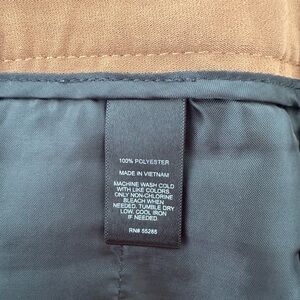 100% POLYESTER
MADE IN VIETNAM
MACHINE WASH COLD
WITH LIKE COLORS.
ONLY NON-CHLORINE
BLEACH WHEN
NEEDED. TUMBLE DRY
LOW. COOL IRON
IF NEEDED.
RN# 55285